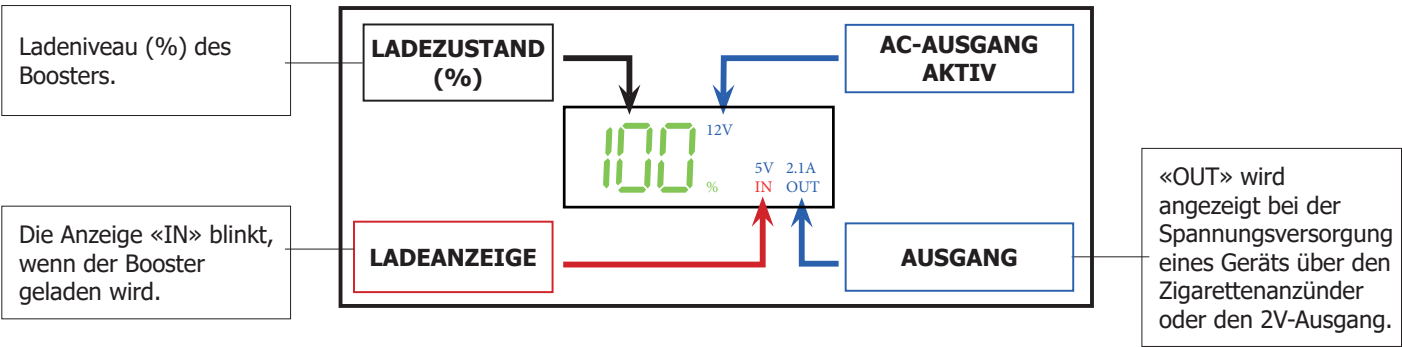 Ladeniveau (%) des
Boosters.
LADEZUSTAND
(%)
AC-AUSGANG
AKTIV
100
%
12V
5V 2.1A
IN OUT
Die Anzeige «IN» blinkt,
wenn der Booster
geladen wird.
LADEANZEIGE
AUSGANG
«OUT» wird
angezeigt bei der
Spannungsversorgung
eines Geräts über den
Zigarettenanzünder
oder den 2V-Ausgang.